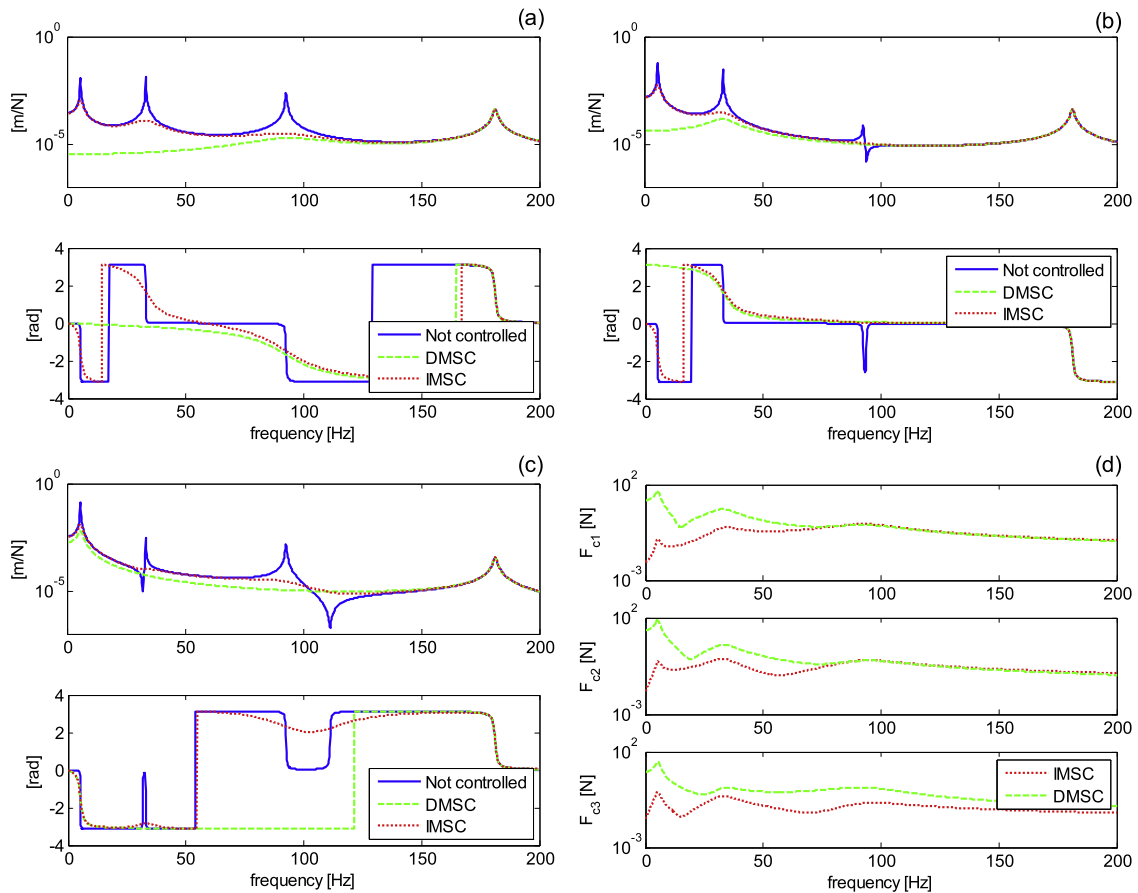 (a)
10^0
[m/N]
10^-5
0 50 100 150 200
4
2
[rad]
0
-2
-4
Not controlled
DMSC
IMSC
0 50 100 150 200
frequency [Hz]
(b)
10^0
[m/N]
10^-5
0 50 100 150 200
4
2
[rad]
0
-2
-4
Not controlled
DMSC
IMSC
0 50 100 150 200
frequency [Hz]
(c)
10^0
[m/N]
10^-5
0 50 100 150 200
4
2
[rad]
0
-2
-4
Not controlled
DMSC
IMSC
0 50 100 150 200
frequency [Hz]
(d)
10^2
F_c1 [N]
10^-3
0 50 100 150 200
10^2
F_c2 [N]
10^-3
0 50 100 150 200
10^2
F_c3 [N]
10^-3
IMSC
DMSC
0 50 100 150 200
frequency [Hz]